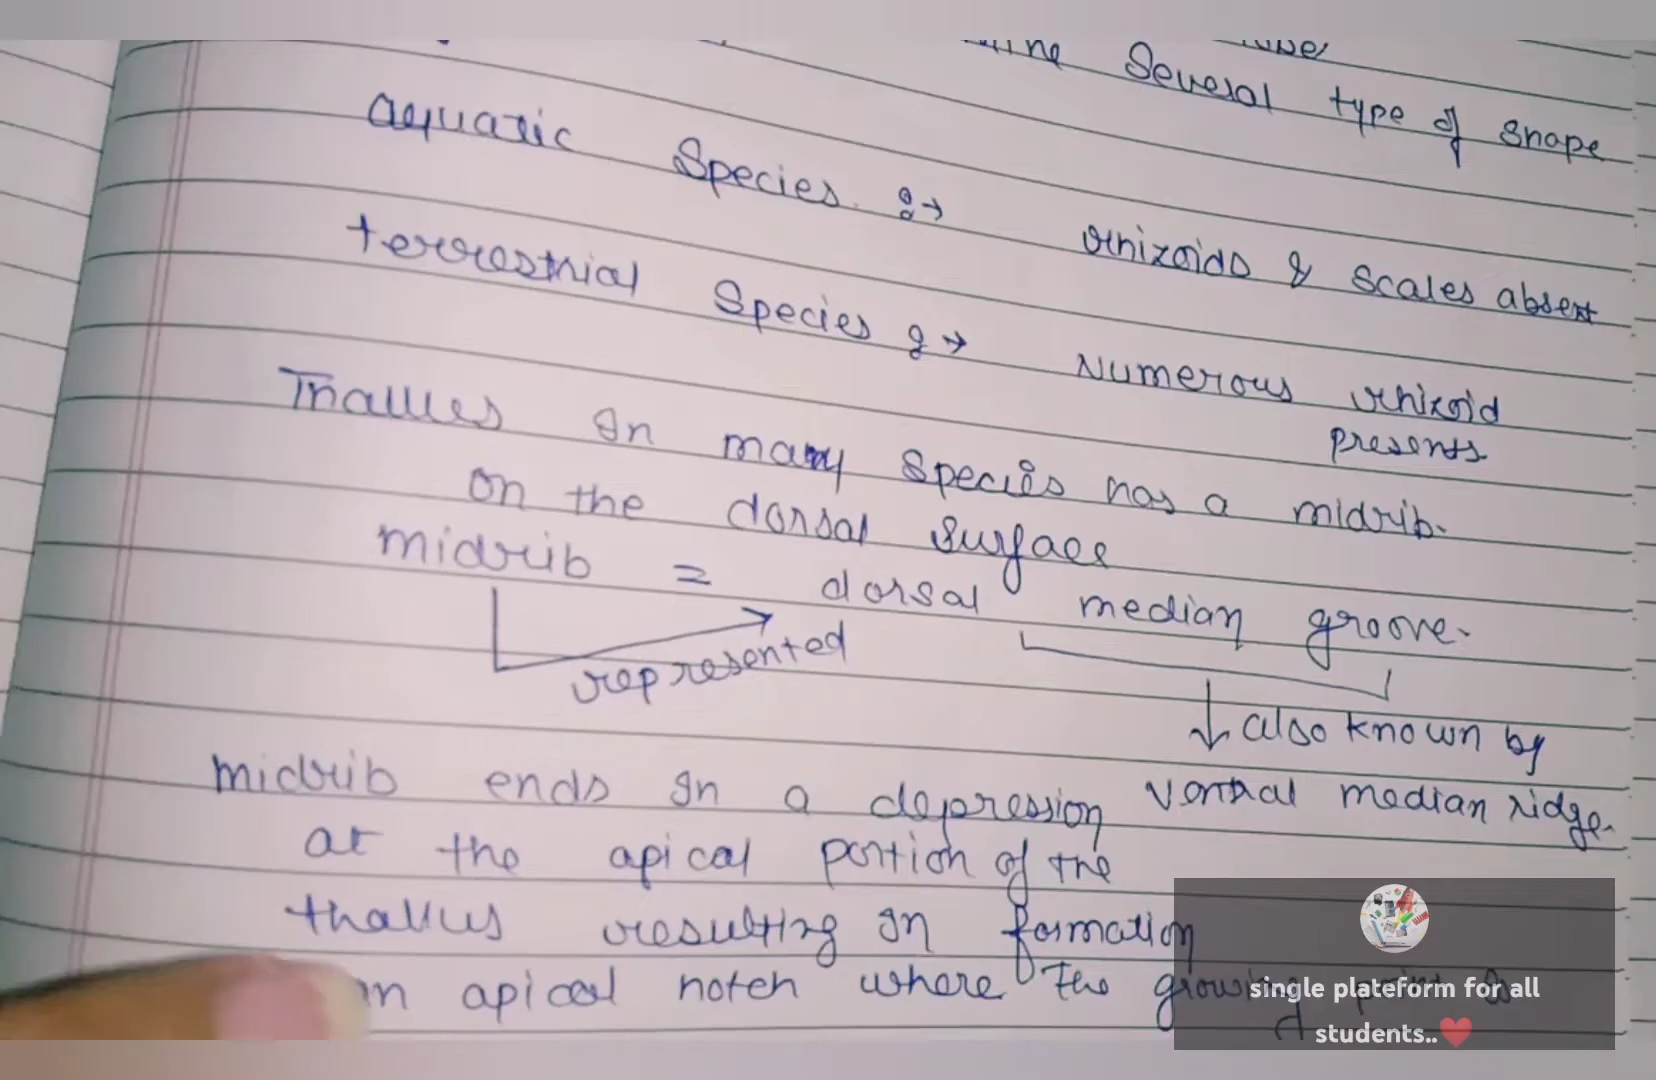 Several type of shape
aquatic Species :→ rhizoids & scales absent
terrestrial Species :→ Numerous rhizoid
presents
Thallus In many species has a midrib.
on the dorsal surface
midrib = dorsal median groove.
represented
also known by
ventral median ridge.
midrib ends In a depression
at the apical portion of the
thallus resulting In formation
an apical notch where the growing point is
single plateform for all
students..❤️